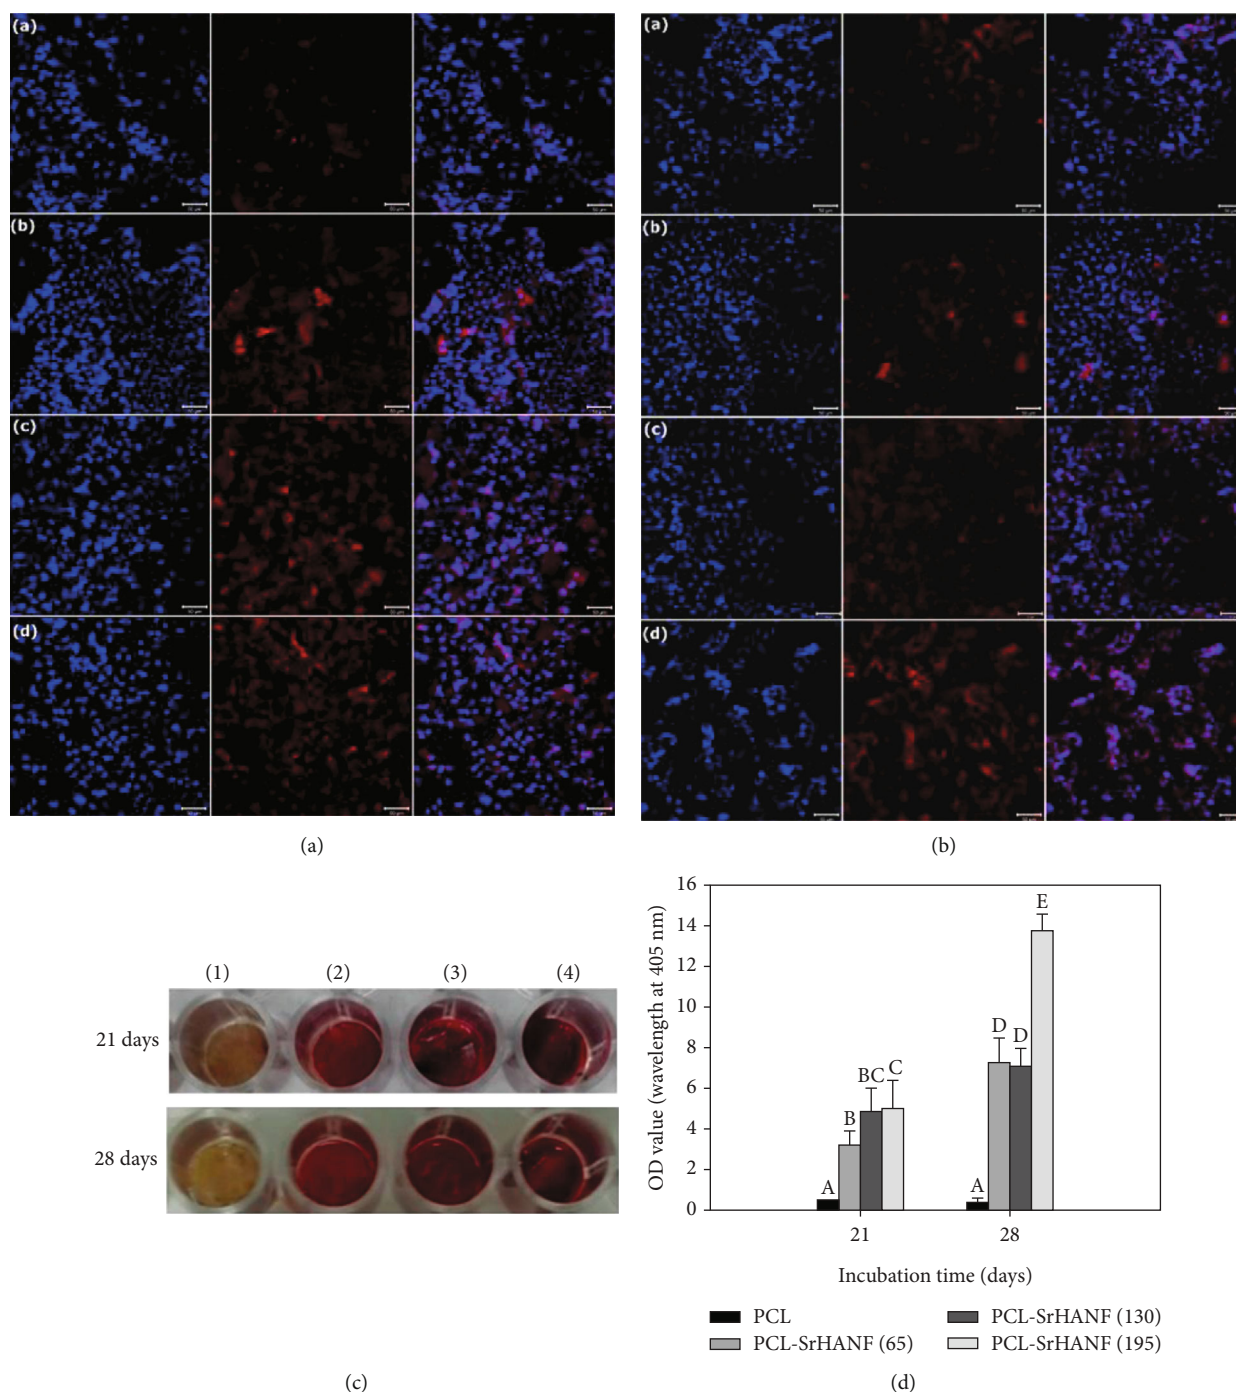 (a)
(b)
(c)
(d)
(a)
(a)
(b)
(c)
(d)
(b)
(1) (2) (3) (4)
21 days
28 days
(c)
OD value (wavelength at 405 nm)
16
14
12
10
8
6
4
2
0
A
B
BC
C
A
D
D
E
21 28
Incubation time (days)
PCL
PCL-SrHANF (65)
PCL-SrHANF (130)
PCL-SrHANF (195)
(d)